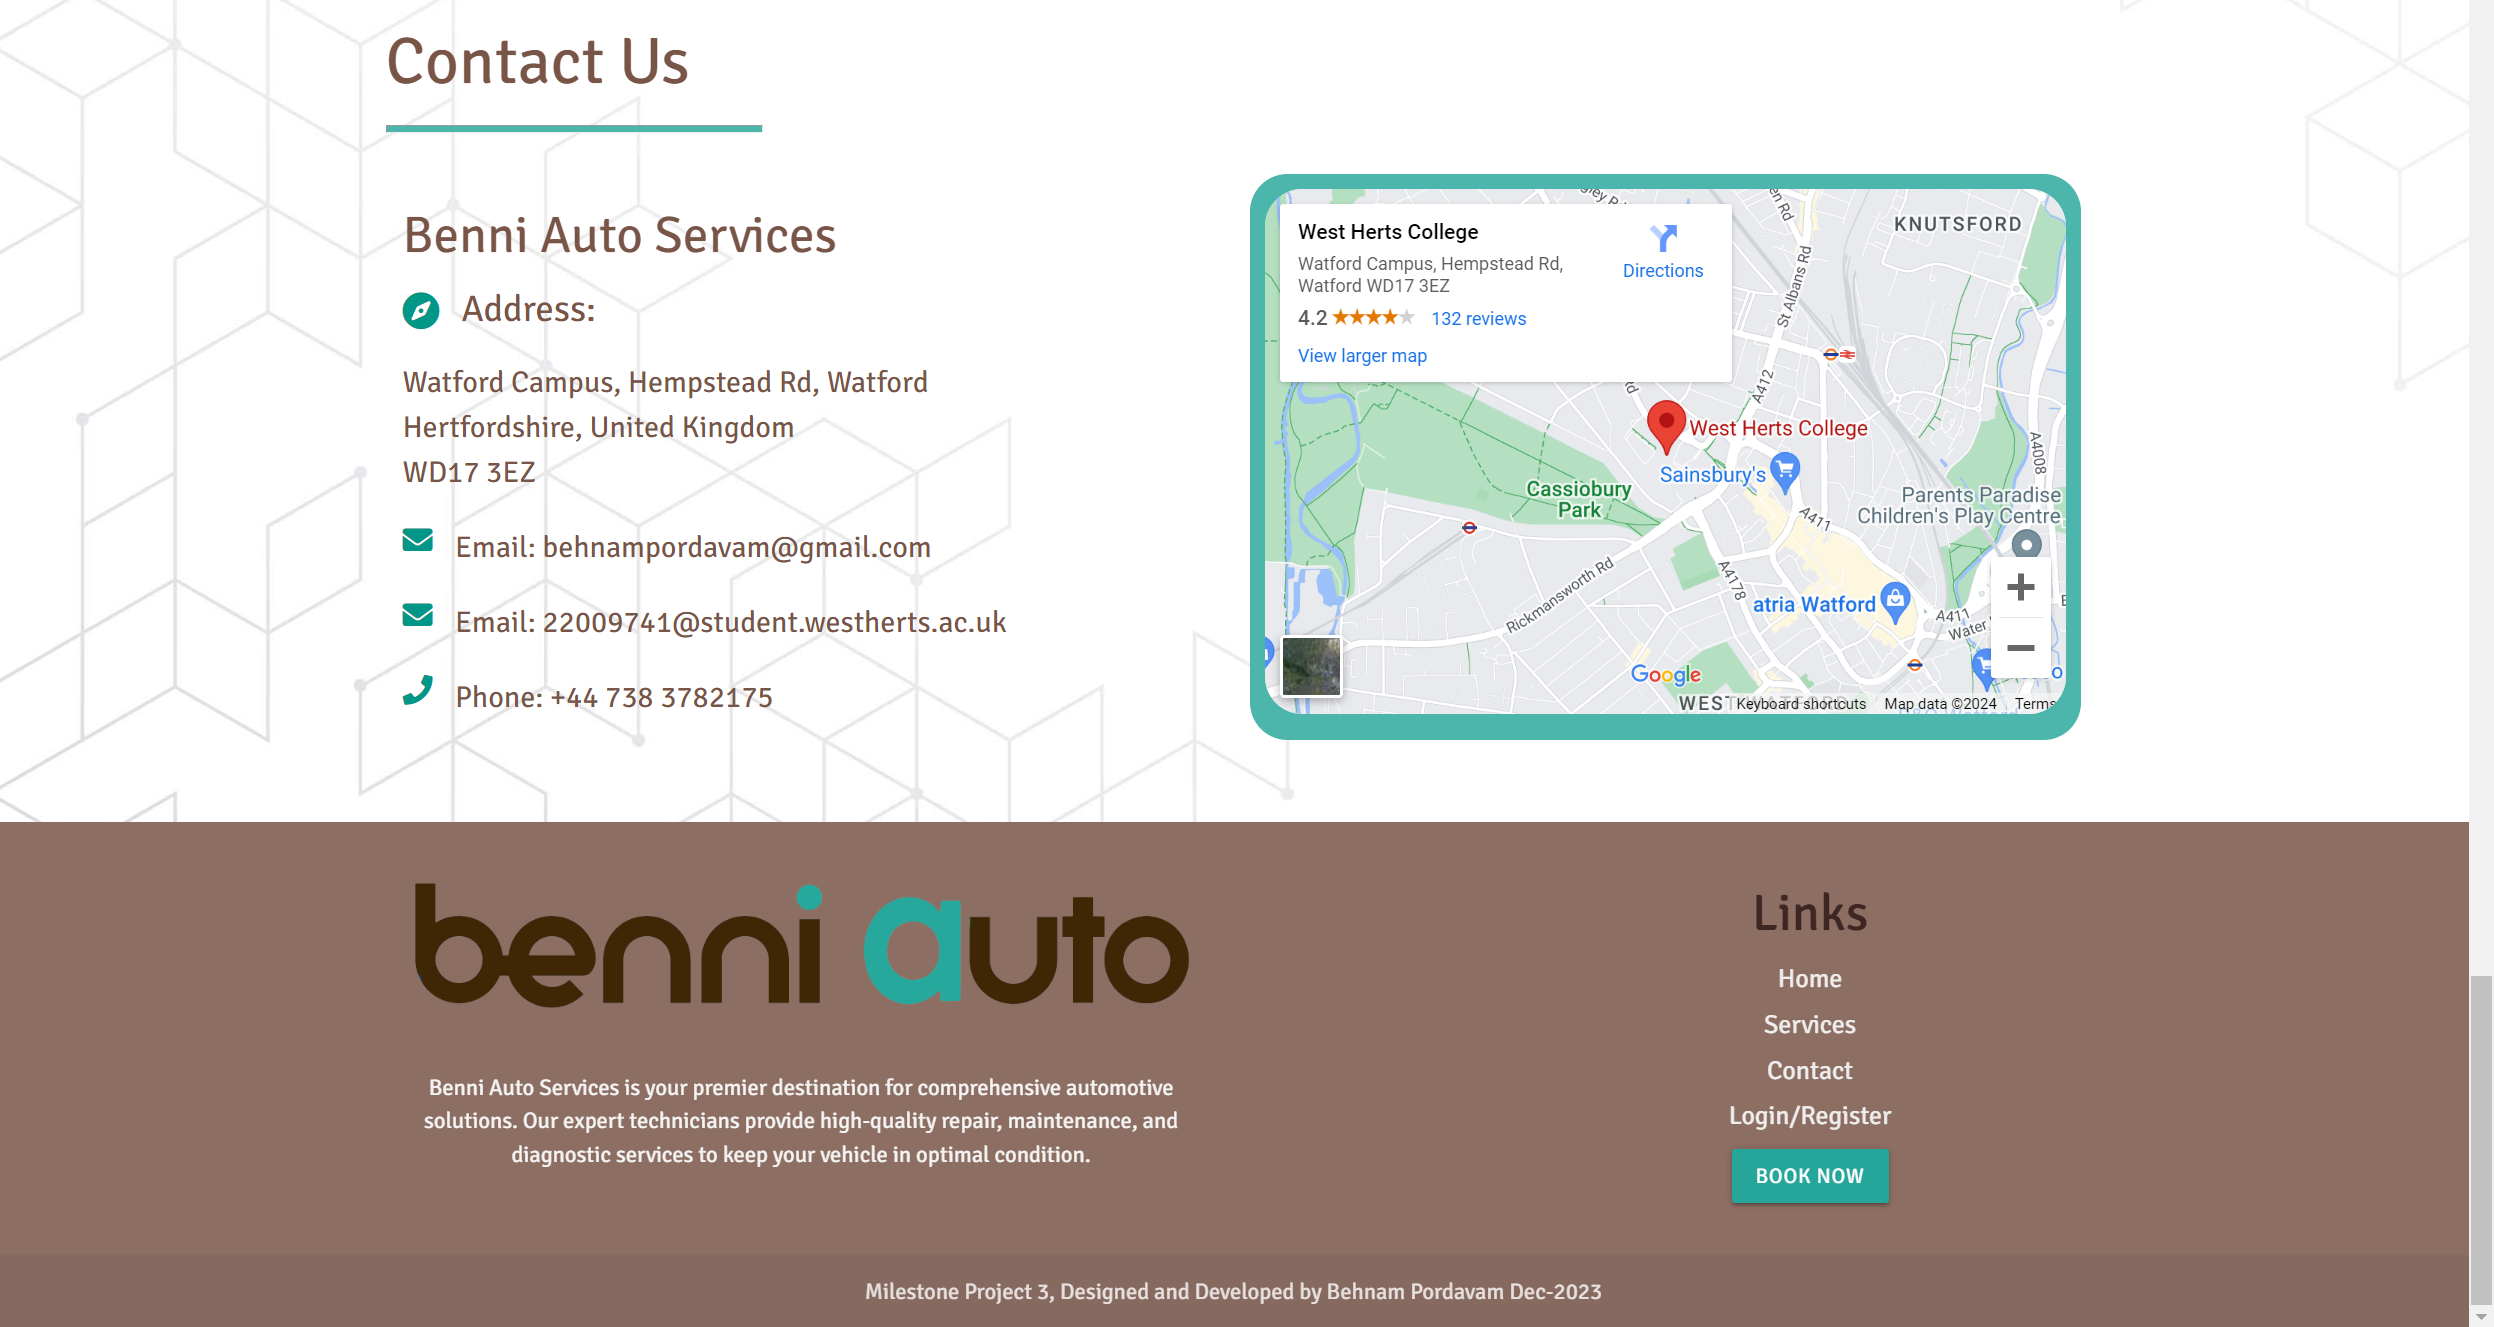 Contact Us
Benni Auto Services
Address:
Watford Campus, Hempstead Rd, Watford
Hertfordshire, United Kingdom
WD17 3EZ
Email: behnampordavam@gmail.com
Email: 22009741@student.westherts.ac.uk
Phone: +44 738 3782175
West Herts College
Watford Campus, Hempstead Rd,
Watford WD17 3EZ
4.2
132 reviews
View larger map
Directions
KNUTSFORD
St Albans Rd
A412
West Herts College
Sainsbury's
A4008
Cassiobury
Park
Parents Paradise
Children's Play Centre
A411
A4178
Rickmansworth Rd
atria Watford
A411
Water
Google
Keyboard shortcuts
Map data ©2024
Terms
benni auto
Benni Auto Services is your premier destination for comprehensive automotive
solutions. Our expert technicians provide high-quality repair, maintenance, and
diagnostic services to keep your vehicle in optimal condition.
Links
Home
Services
Contact
Login/Register
BOOK NOW
Milestone Project 3, Designed and Developed by Behnam Pordavam Dec-2023